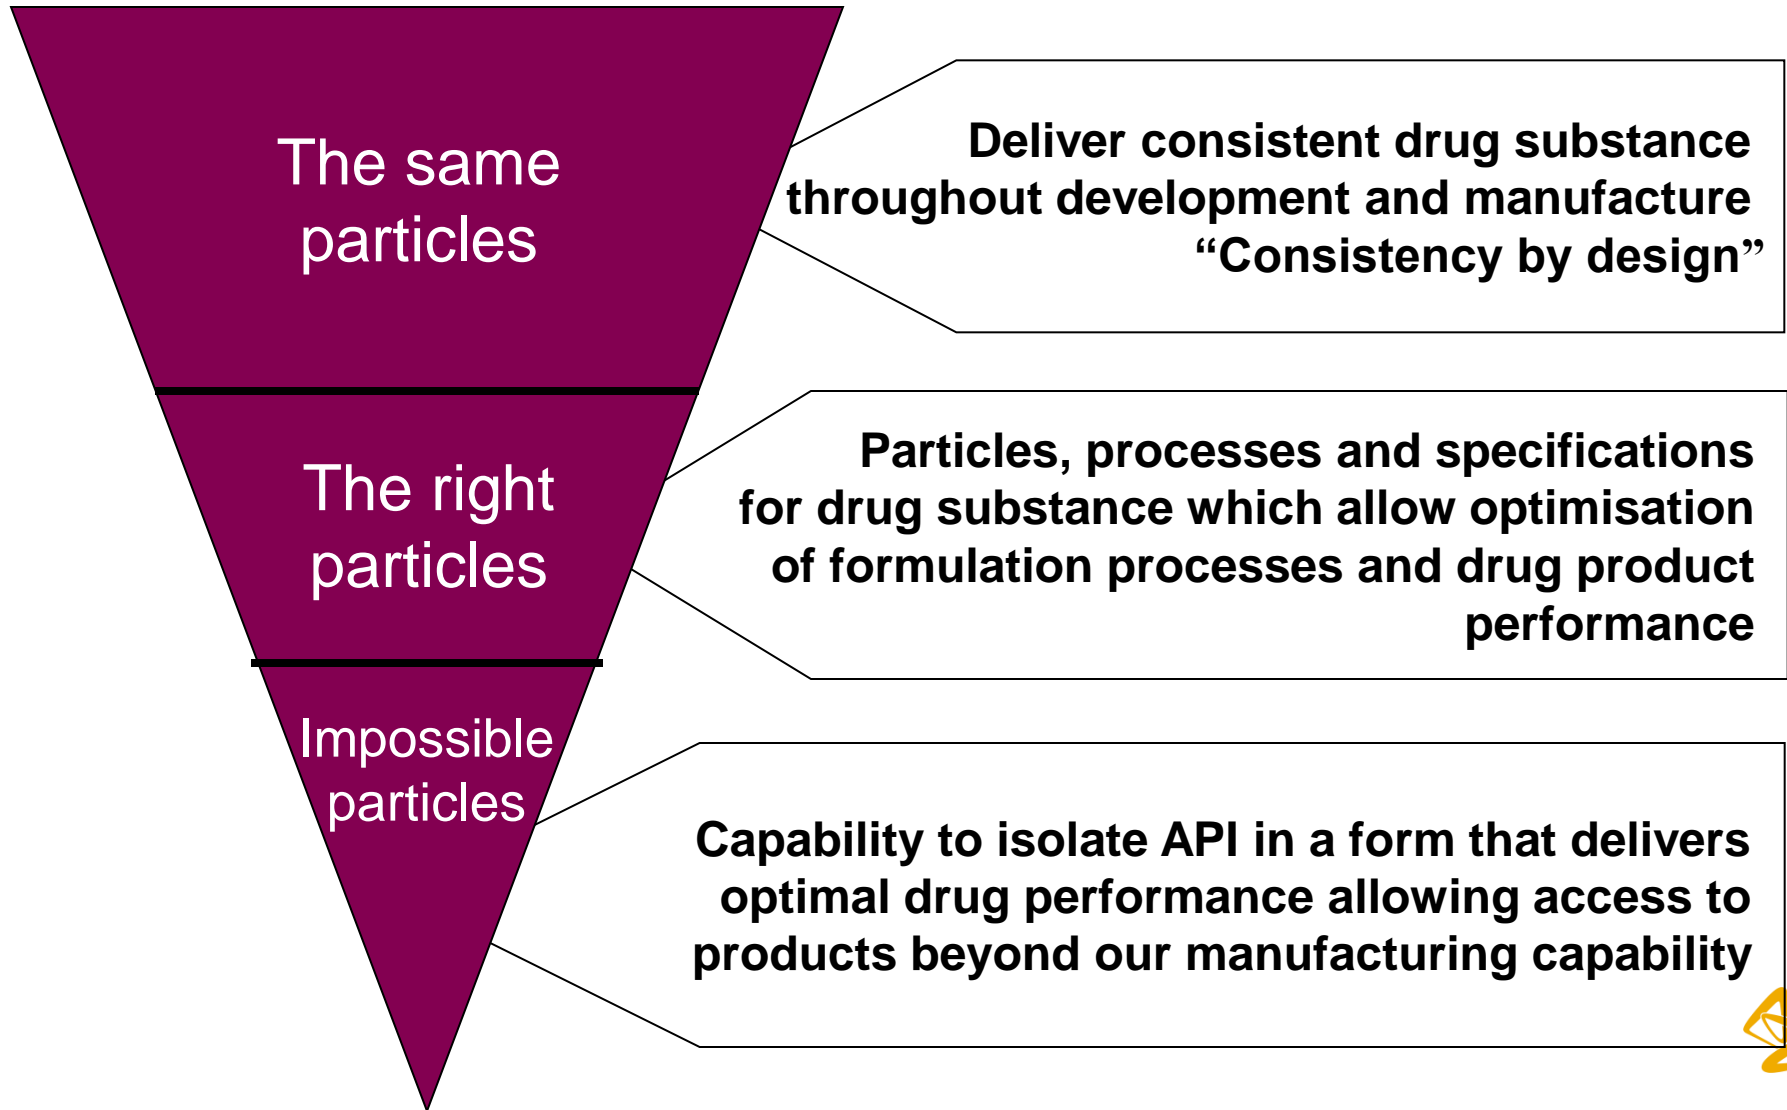 The same
particles
Deliver consistent drug substance
throughout development and manufacture
“Consistency by design”
The right
particles
Particles, processes and specifications
for drug substance which allow optimisation
of formulation processes and drug product
performance
Impossible
particles
Capability to isolate API in a form that delivers
optimal drug performance allowing access to
products beyond our manufacturing capability